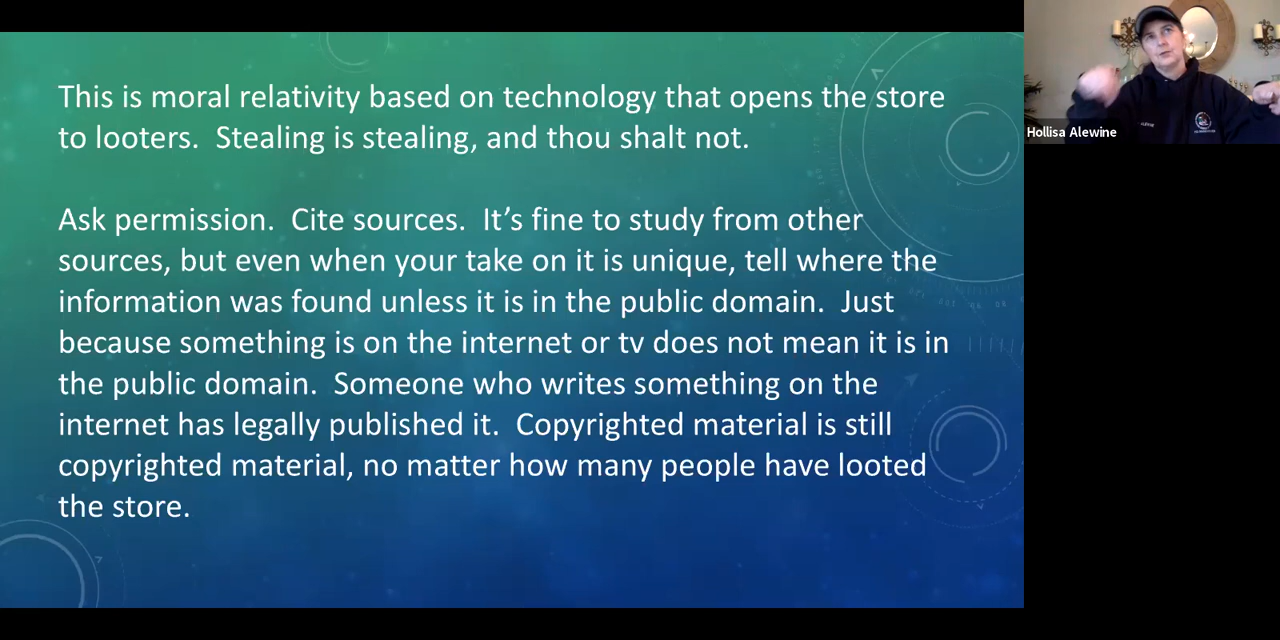 This is moral relativity based on technology that opens the store
to looters.  Stealing is stealing, and thou shalt not.
Ask permission.  Cite sources.  It’s fine to study from other
sources, but even when your take on it is unique, tell where the
information was found unless it is in the public domain.  Just
because something is on the internet or tv does not mean it is in
the public domain.  Someone who writes something on the
internet has legally published it.  Copyrighted material is still
copyrighted material, no matter how many people have looted
the store.
Hollisa Alewine